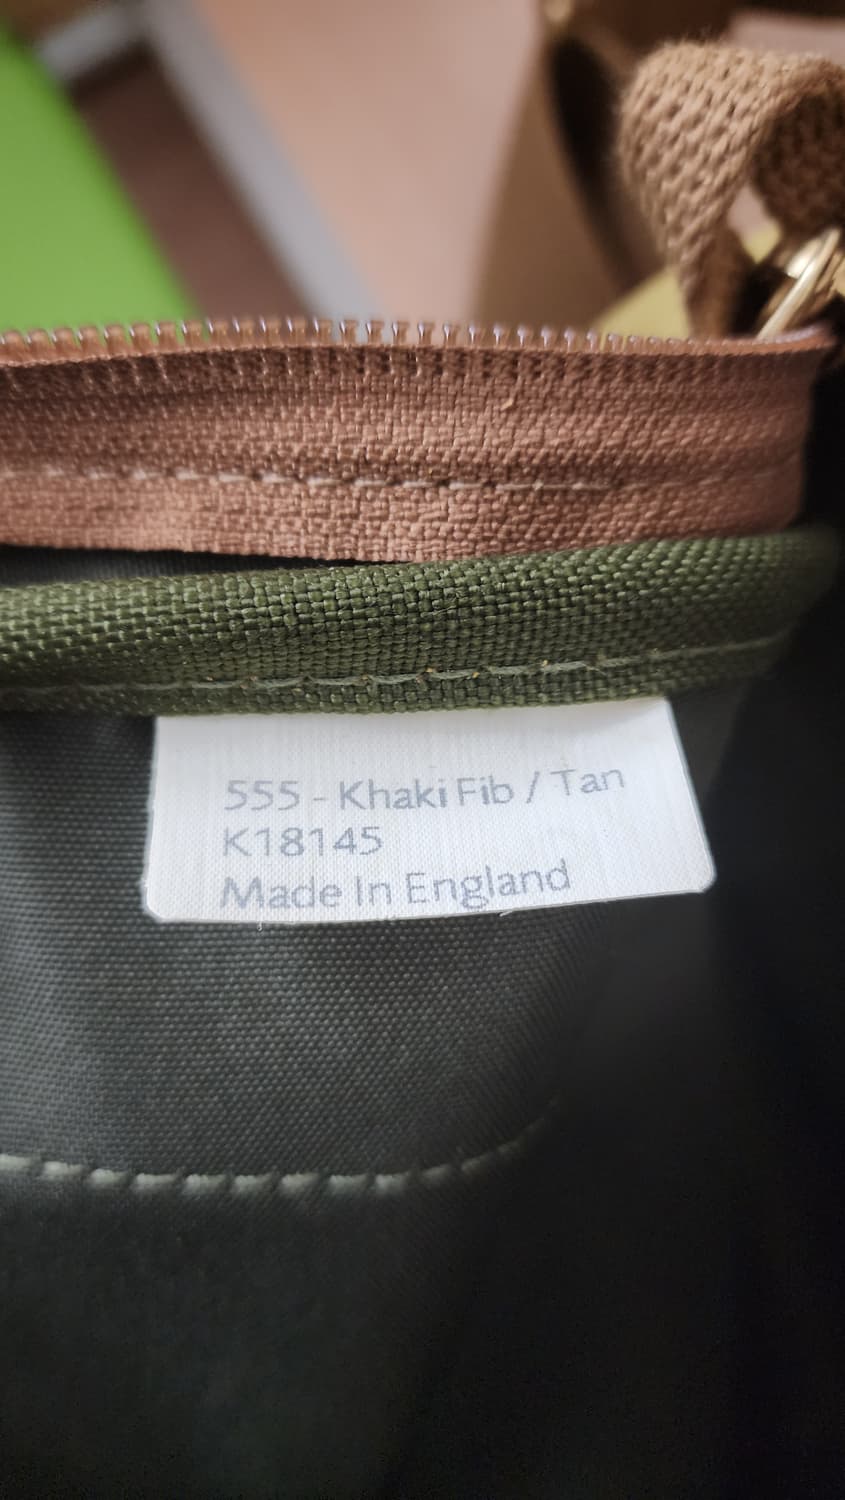 555 - Khaki Fib / Tan
K18145
Made In England